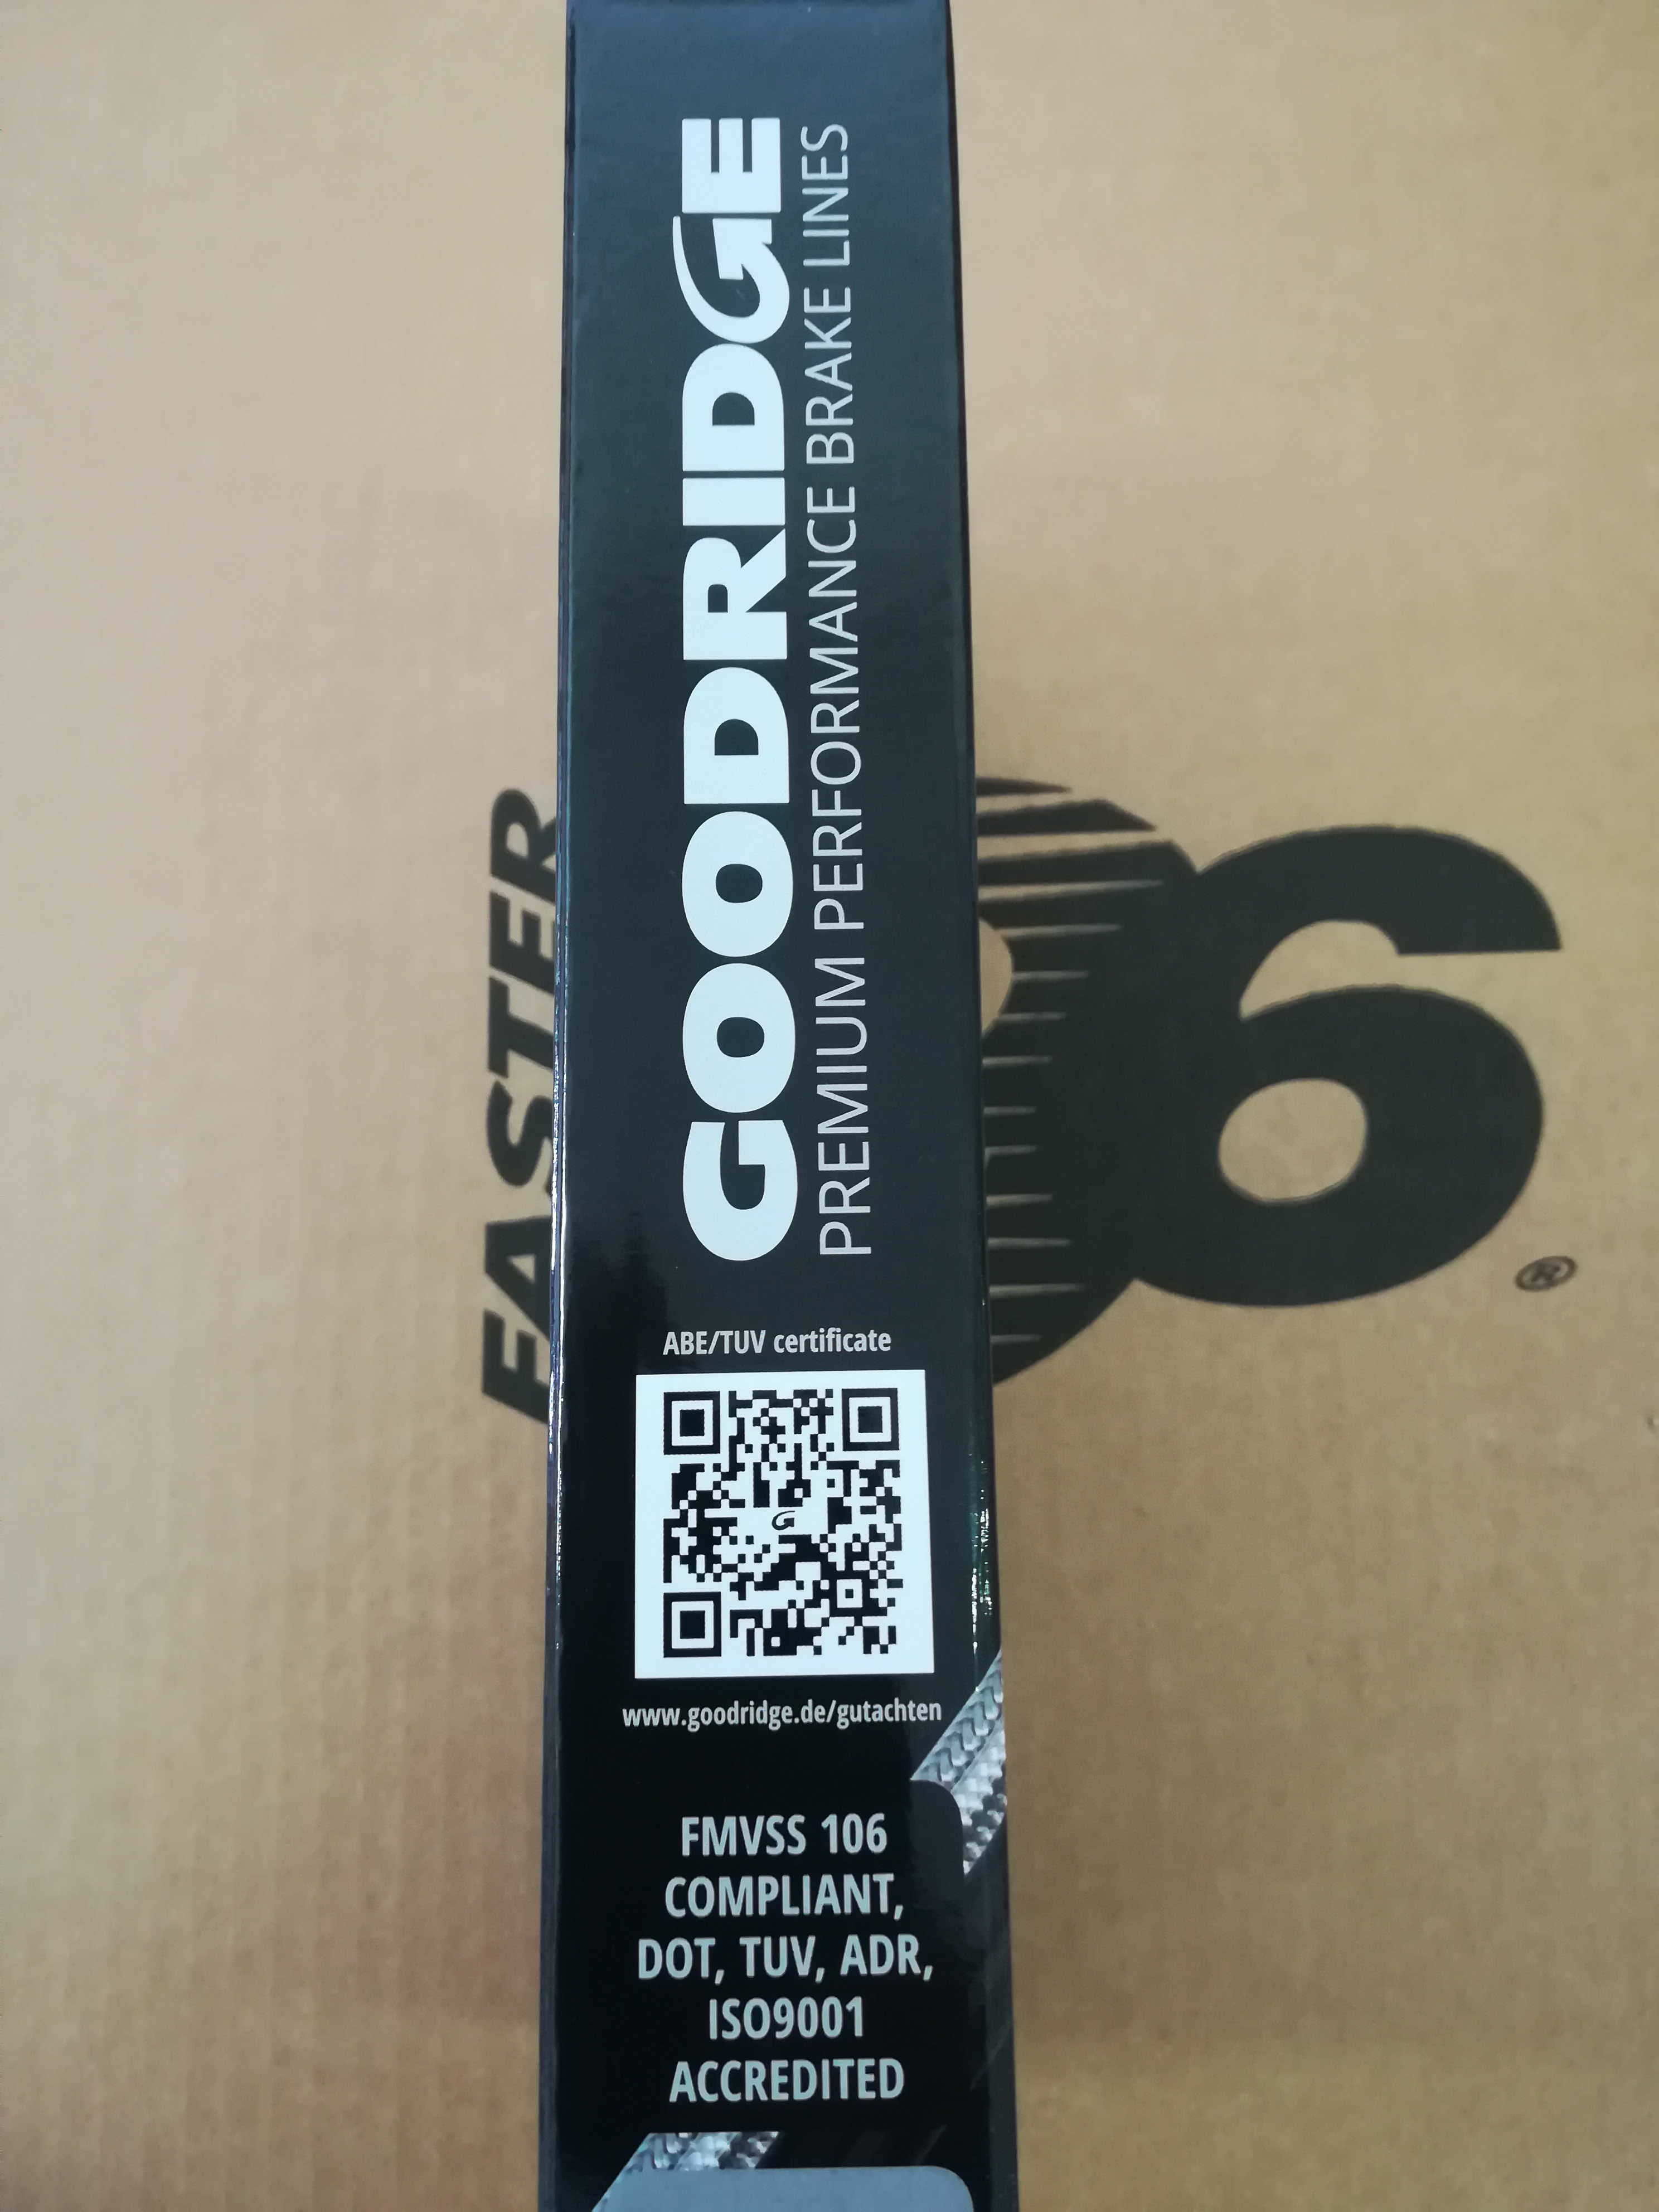 GOODRIDGE
PREMIUM PERFORMANCE BRAKE LINES
FASTER
96
®
ABE/TUV certificate
G
www.goodridge.de/gutachten
FMVSS 106
COMPLIANT,
DOT, TUV, ADR,
ISO9001
ACCREDITED